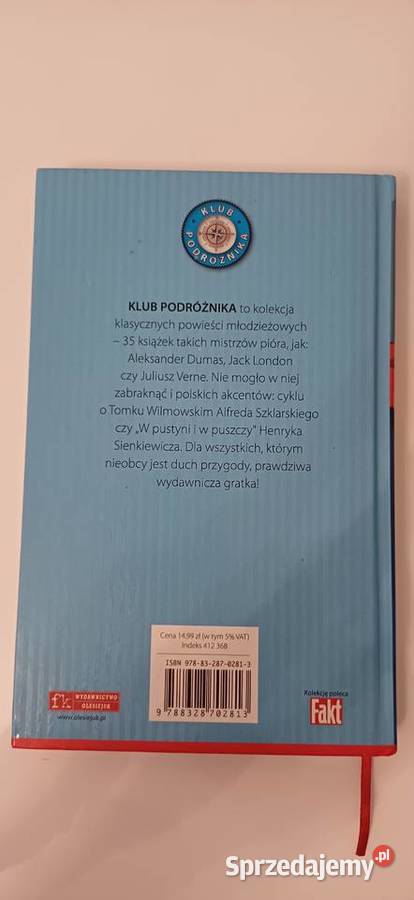 KLUB
PODRÓŻNIKA
KLUB PODRÓŻNIKA to kolekcja
klasycznych powieści młodzieżowych
– 35 książek takich mistrzów pióra, jak:
Aleksander Dumas, Jack London
czy Juliusz Verne. Nie mogło w niej
zabraknąć i polskich akcentów: cyklu
o Tomku Wilmowskim Alfreda Szklarskiego
czy „W pustyni i w puszczy” Henryka
Sienkiewicza. Dla wszystkich, którym
nieobcy jest duch przygody, prawdziwa
wydawnicza gratka!
Cena 14,99 zł (w tym 5% VAT)
Indeks 412 368
ISBN 978-83-287-0281-3
9 788328 702813
fk WYDAWNICTWO
OLESIEJUK
www.olesiejuk.pl
Kolekcję poleca
Fakt
Sprzedajemy.pl